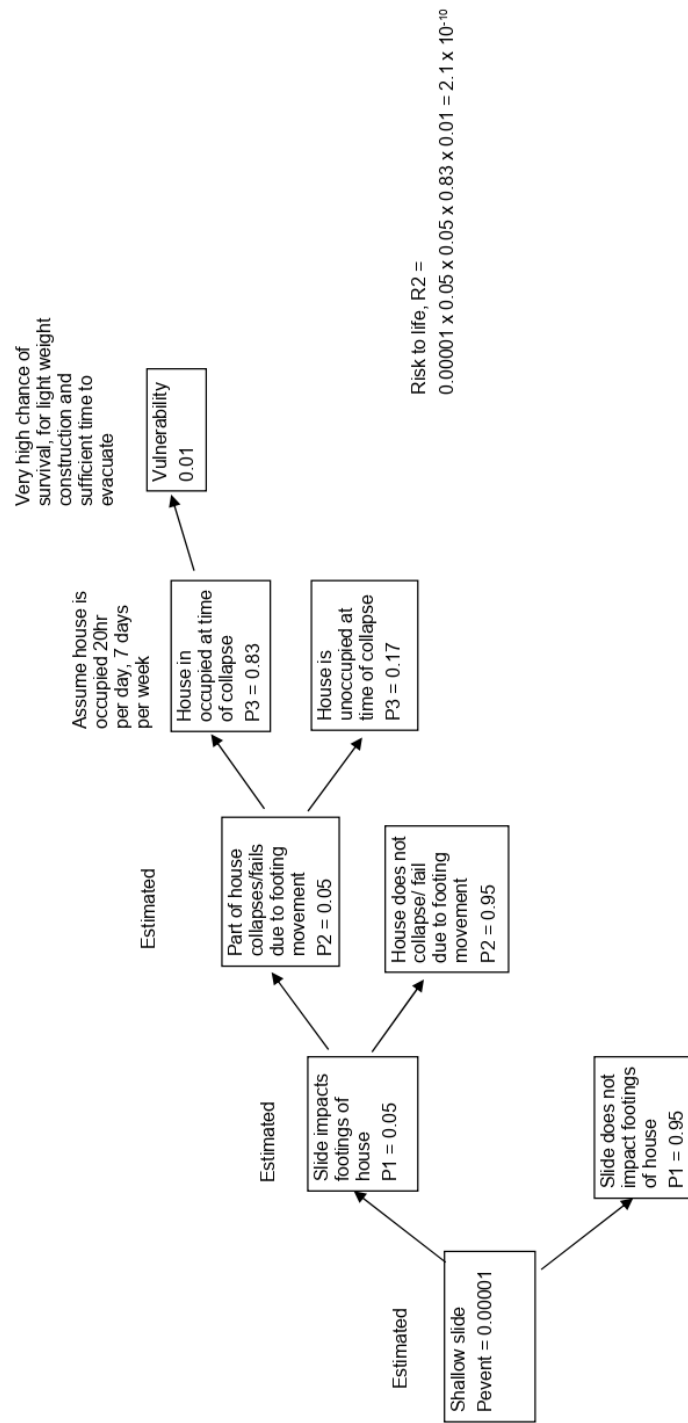 Estimated
Shallow slide
Pevent = 0.00001
Estimated
Slide impacts
footings of
house
P1 = 0.05
Slide does not
impact footings
of house
P1 = 0.95
Estimated
Part of house
collapses/fails
due to footing
movement
P2 = 0.05
House does not
collapse/ fail
due to footing
movement
P2 = 0.95
Assume house is
occupied 20hr
per day, 7 days
per week
House in
occupied at time
of collapse
P3 = 0.83
House is
unoccupied at
time of collapse
P3 = 0.17
Very high chance of
survival, for light weight
construction and
sufficient time to
evacuate
Vulnerability
0.01
Risk to life, R2 =
0.00001 x 0.05 x 0.05 x 0.83 x 0.01 = 2.1 x 10⁻¹⁰